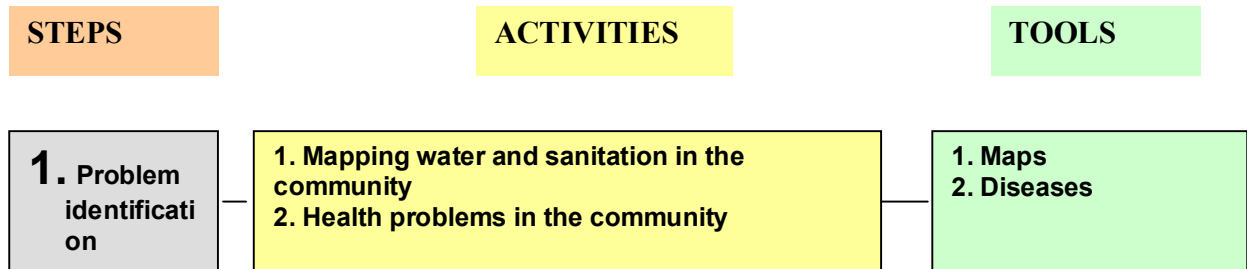 STEPS
ACTIVITIES
TOOLS
1. Problem
identificati
on
1. Mapping water and sanitation in the
community
2. Health problems in the community
1. Maps
2. Diseases